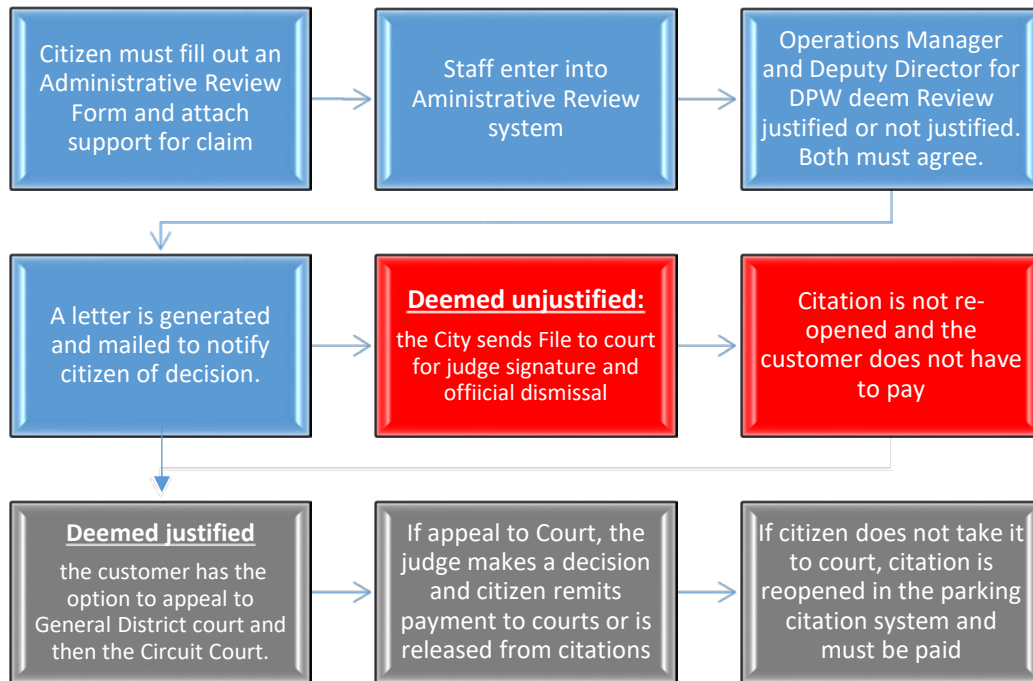 Citizen must fill out an
Administrative Review
Form and attach
support for claim
Staff enter into
Aministrative Review
system
Operations Manager
and Deputy Director for
DPW deem Review
justified or not justified.
Both must agree.
A letter is generated
and mailed to notify
citizen of decision.
Deemed unjustified:
the City sends File to court
for judge signature and
offiicial dismissal
Citation is not re-
opened and the
customer does not have
to pay
Deemed justified
the customer has the
option to appeal to
General District court and
then the Circuit Court.
If appeal to Court, the
judge makes a decision
and citizen remits
payment to courts or is
released from citations
If citizen does not take it
to court, citation is
reopened in the parking
citation system and
must be paid